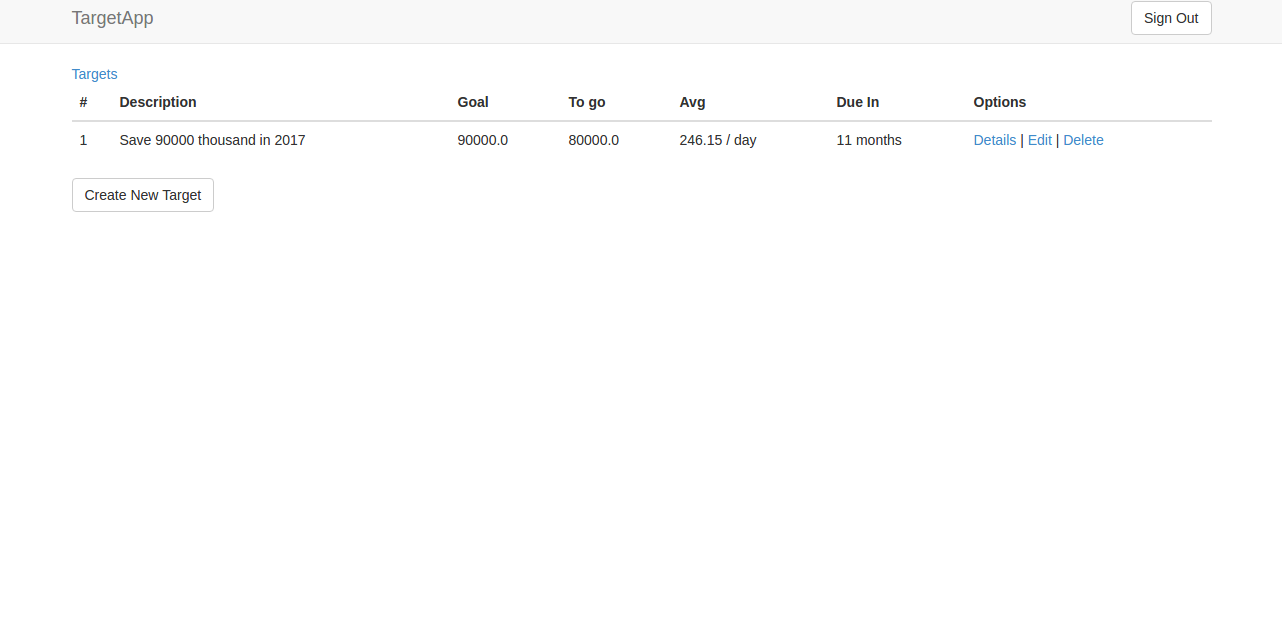 TargetApp Sign Out
Targets
# Description Goal To go Avg Due In Options
1 Save 90000 thousand in 2017 90000.0 80000.0 246.15 / day 11 months Details | Edit | Delete
Create New Target